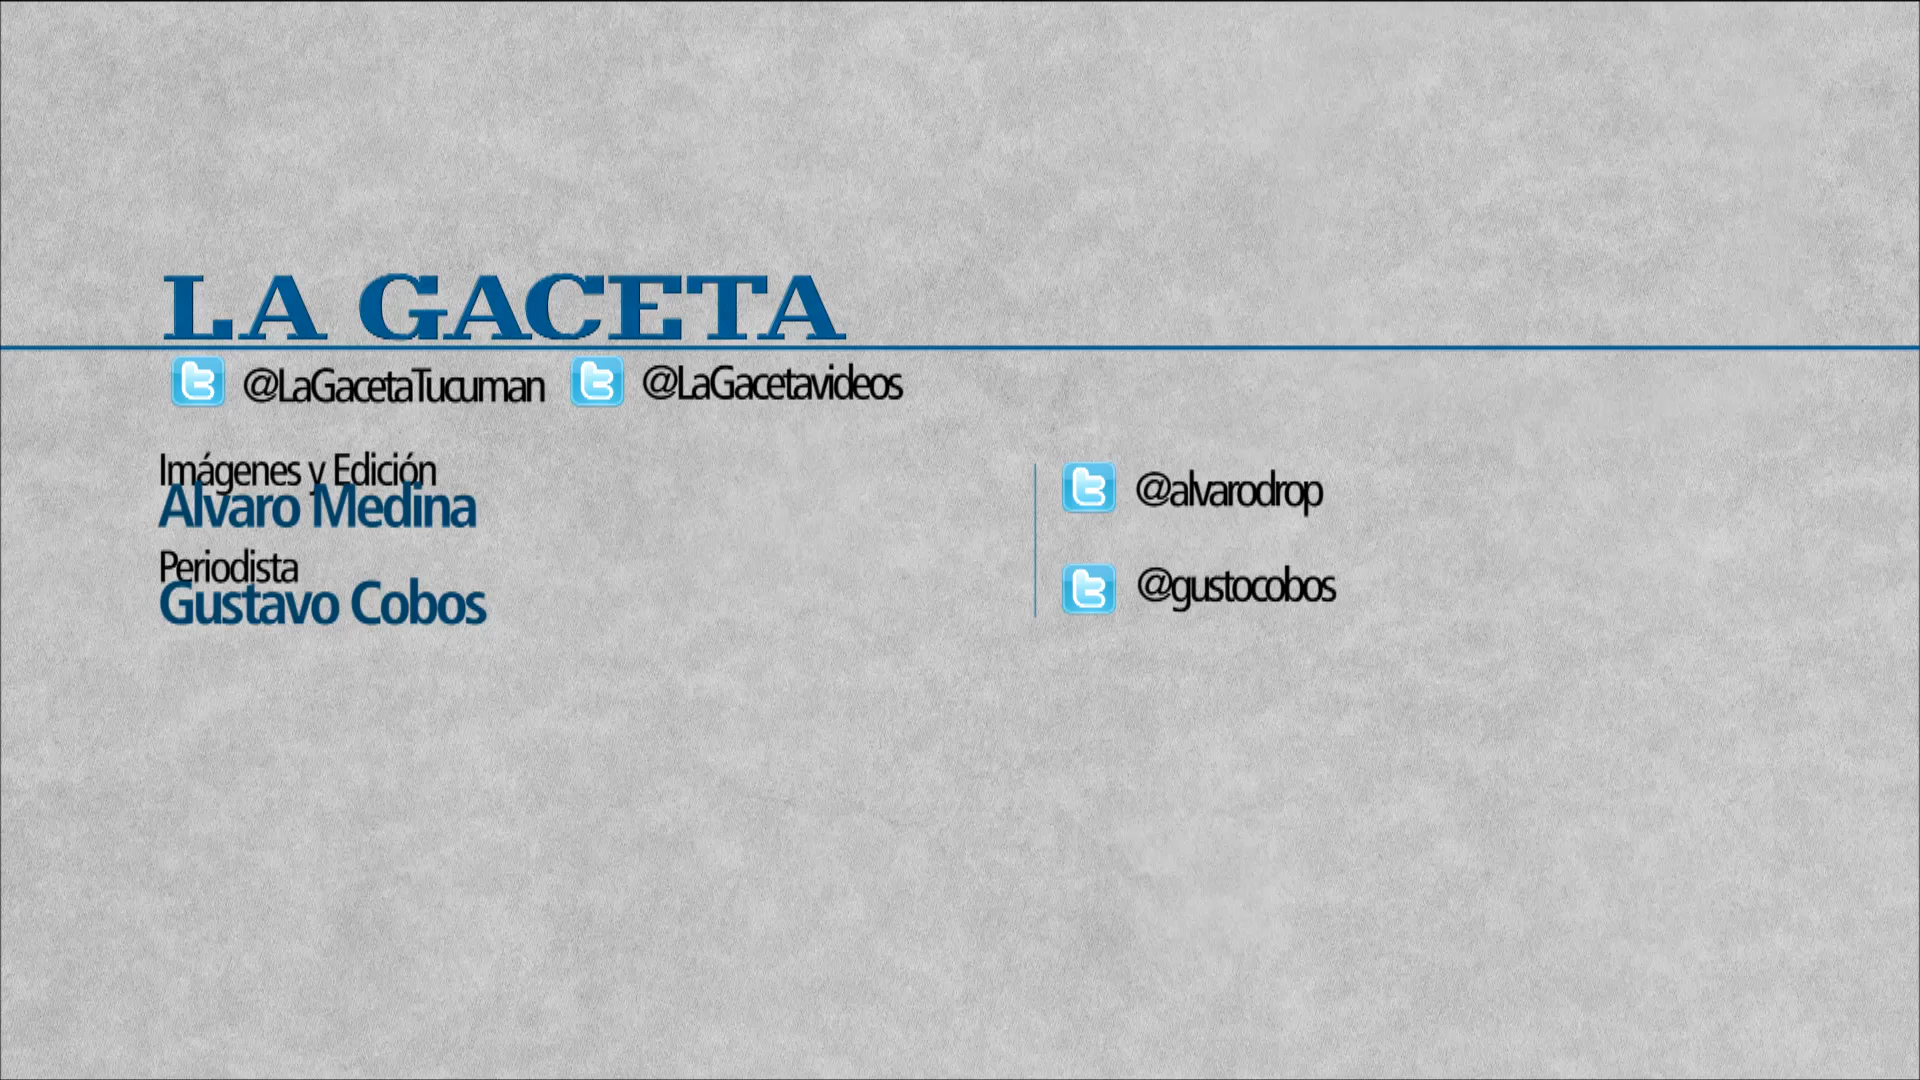 LA GACETA
@LaGacetaTucuman @LaGacetavideos
Imágenes y Edición
Alvaro Medina
@alvarodrop
Periodista
Gustavo Cobos
@gustocobos